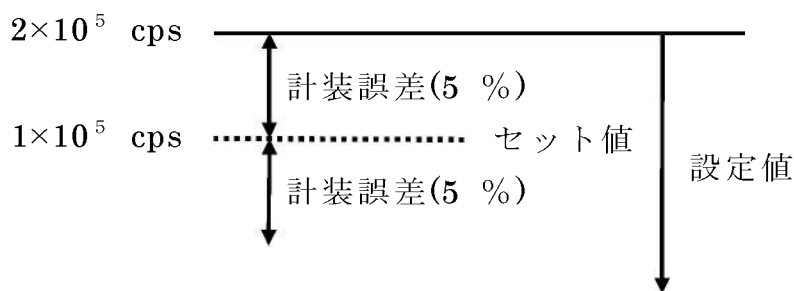 2×10⁵ cps
計装誤差(5 %)
1×10⁵ cps
セット値
設定値
計装誤差(5 %)